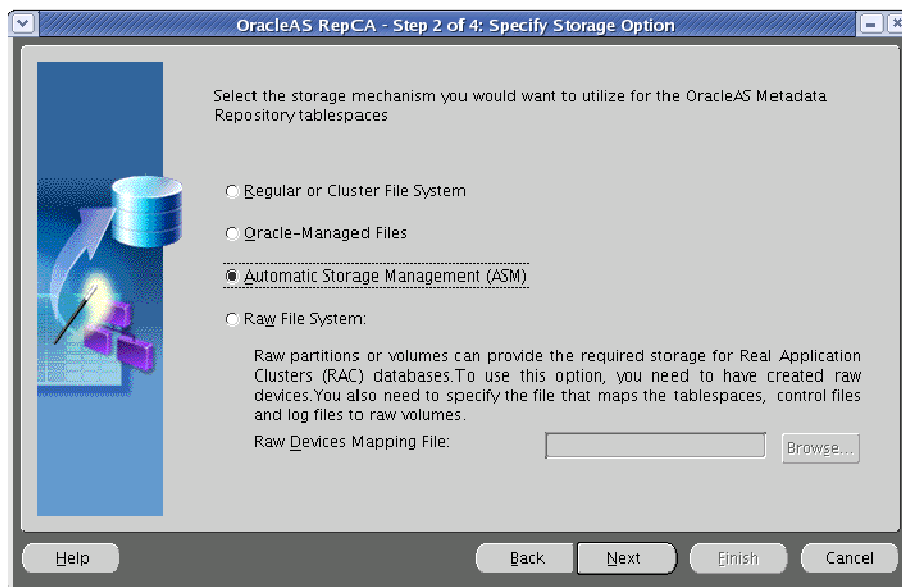 OracleAS RepCA - Step 2 of 4: Specify Storage Option
Select the storage mechanism you would want to utilize for the OracleAS Metadata
Repository tablespaces
Regular or Cluster File System
Oracle-Managed Files
Automatic Storage Management (ASM)
Raw File System:
Raw partitions or volumes can provide the required storage for Real Application
Clusters (RAC) databases.To use this option, you need to have created raw
devices.You also need to specify the file that maps the tablespaces, control files
and log files to raw volumes.
Raw Devices Mapping File:
Browse...
Help
Back
Next
Finish
Cancel